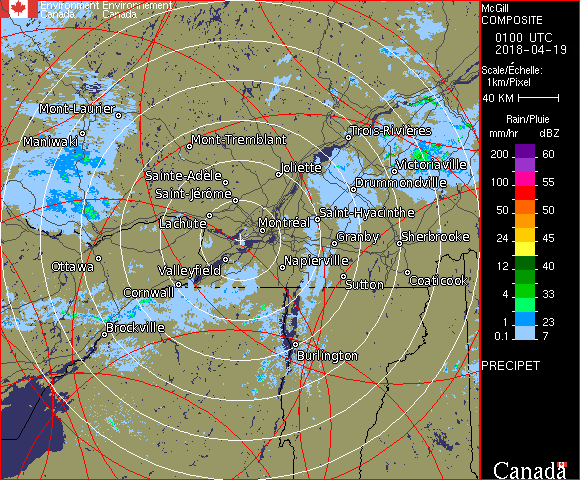 Environment Environnement
Canada Canada
McGill
COMPOSITE
0100 UTC
2018-04-19
Scale/Échelle:
1km/Pixel
40 KM
Rain/Pluie
mm/hr dBZ
200 60
100 55
50 50
24 45
12 40
4 33
1 30
0.1 7
23
PRECIPET
Canada
Mont-Laurier
Maniwaki
Mont-Tremblant
Trois-Rivières
Sainte-Adèle
Joliette
Victoriaville
Saint-Jérôme
Drummondville
Lachute
Montréal
Saint-Hyacinthe
Granby
Sherbrooke
Ottawa
Valleyfield
Napierville
Cornwall
Sutton
Coaticook
Brockville
Burlington